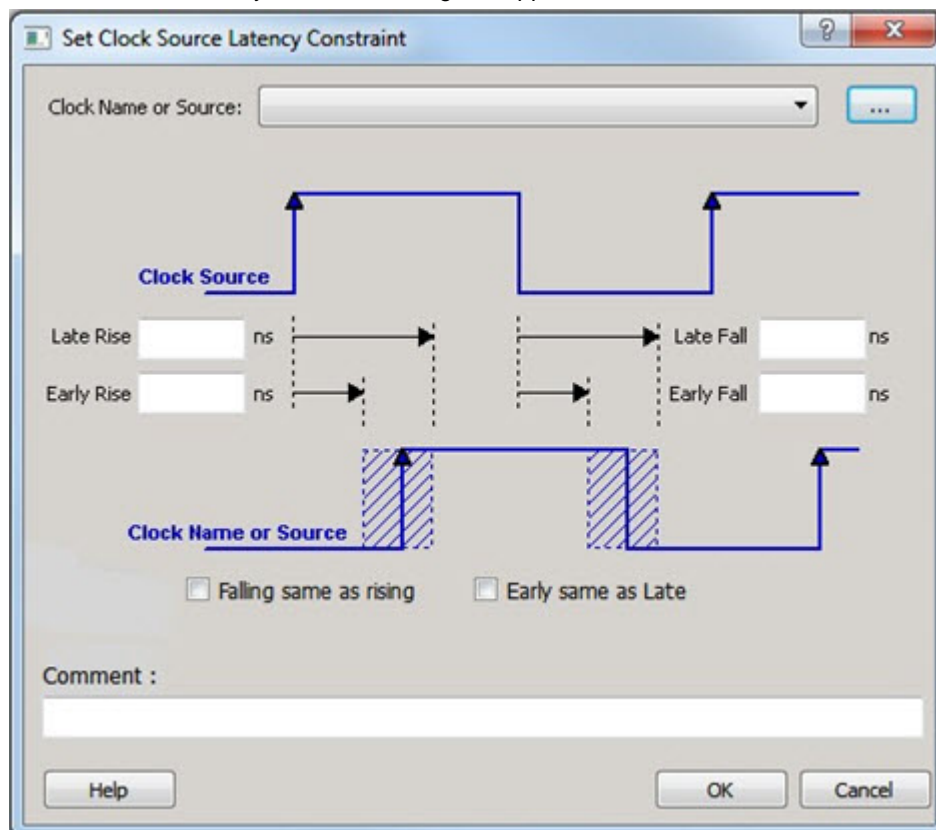 Set Clock Source Latency Constraint
Clock Name or Source:
...
Clock Source
Late Rise ns Late Fall ns
Early Rise ns Early Fall ns
Clock Name or Source
Falling same as rising Early same as Late
Comment :
Help OK Cancel